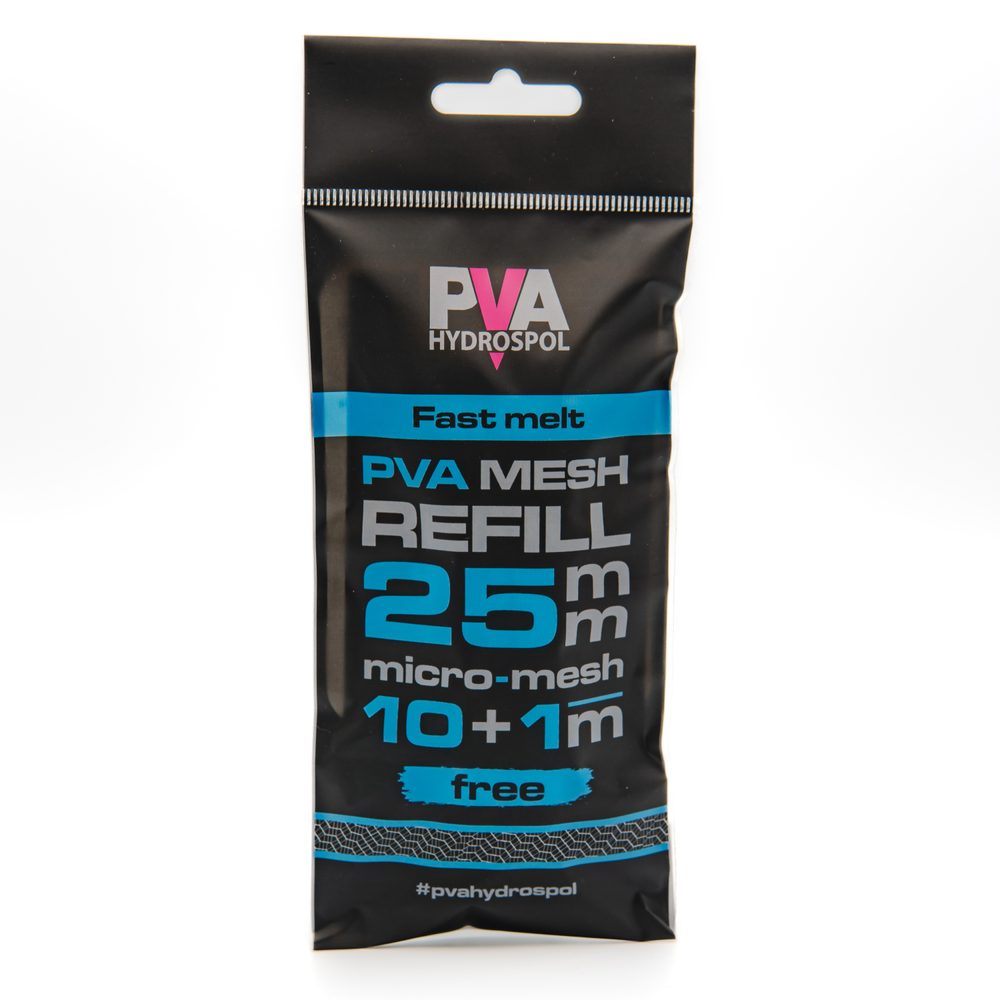 PVA
HYDROSPOL
Fast melt
PVA MESH
REFILL
25mm
micro-mesh
10+1m
free
#pvahydrospol